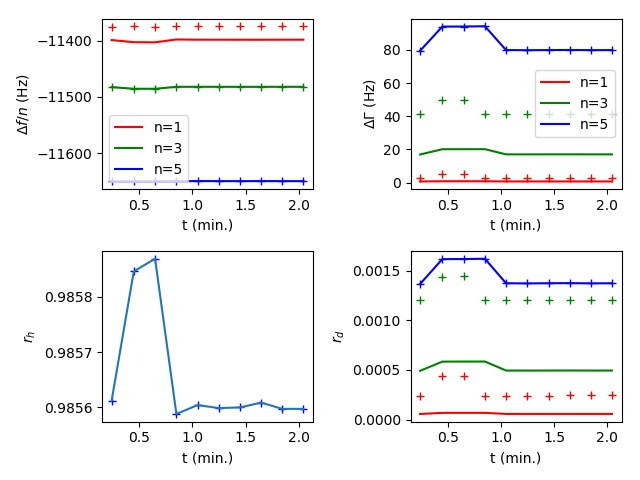 Δf/n (Hz)
−11400
−11500
−11600
n=1
n=3
n=5
0.5 1.0 1.5 2.0
t (min.)
ΔΓ (Hz)
80
60
40
20
0
n=1
n=3
n=5
0.5 1.0 1.5 2.0
t (min.)
r_h
0.9858
0.9857
0.9856
0.5 1.0 1.5 2.0
t (min.)
r_d
0.0015
0.0010
0.0005
0.0000
0.5 1.0 1.5 2.0
t (min.)